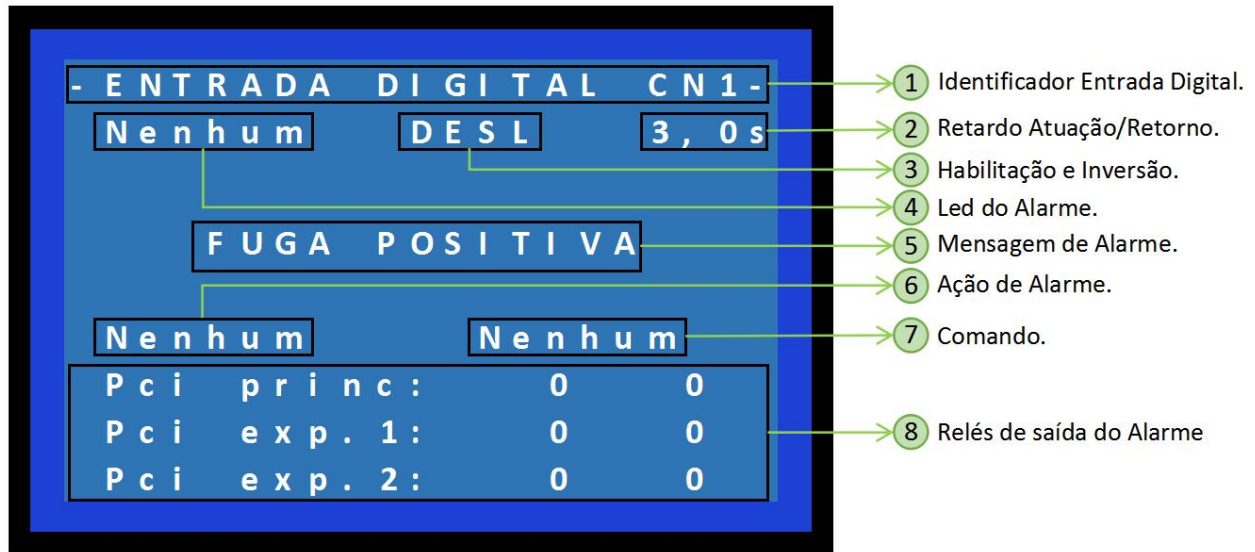 - ENTRADA DIGITAL CN1-
1 Identificador Entrada Digital.
Nenhum DESL 3,0s
2 Retardo Atuação/Retorno.
3 Habilitação e Inversão.
4 Led do Alarme.
FUGA POSITIVA
5 Mensagem de Alarme.
6 Ação de Alarme.
Nenhum Nenhum
7 Comando.
Pci princ: 0 0
Pci exp.1: 0 0
8 Relés de saída do Alarme
Pci exp.2: 0 0